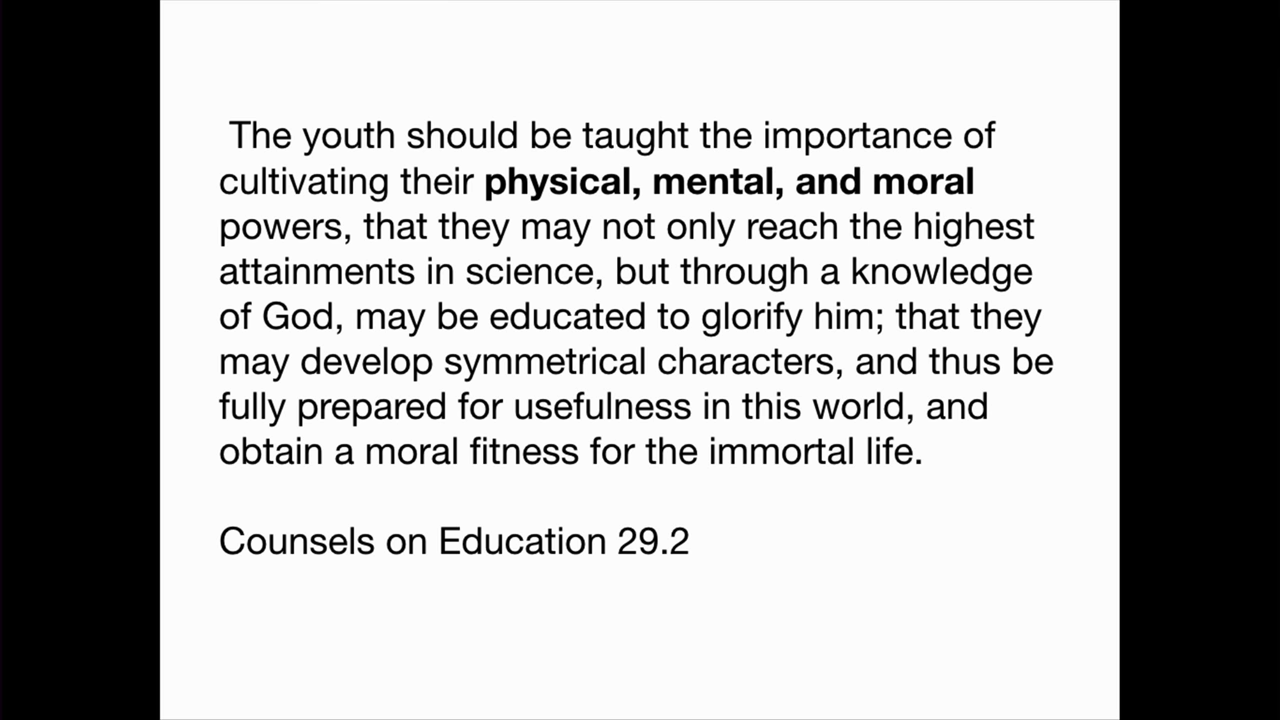 The youth should be taught the importance of
cultivating their physical, mental, and moral
powers, that they may not only reach the highest
attainments in science, but through a knowledge
of God, may be educated to glorify him; that they
may develop symmetrical characters, and thus be
fully prepared for usefulness in this world, and
obtain a moral fitness for the immortal life.
Counsels on Education 29.2